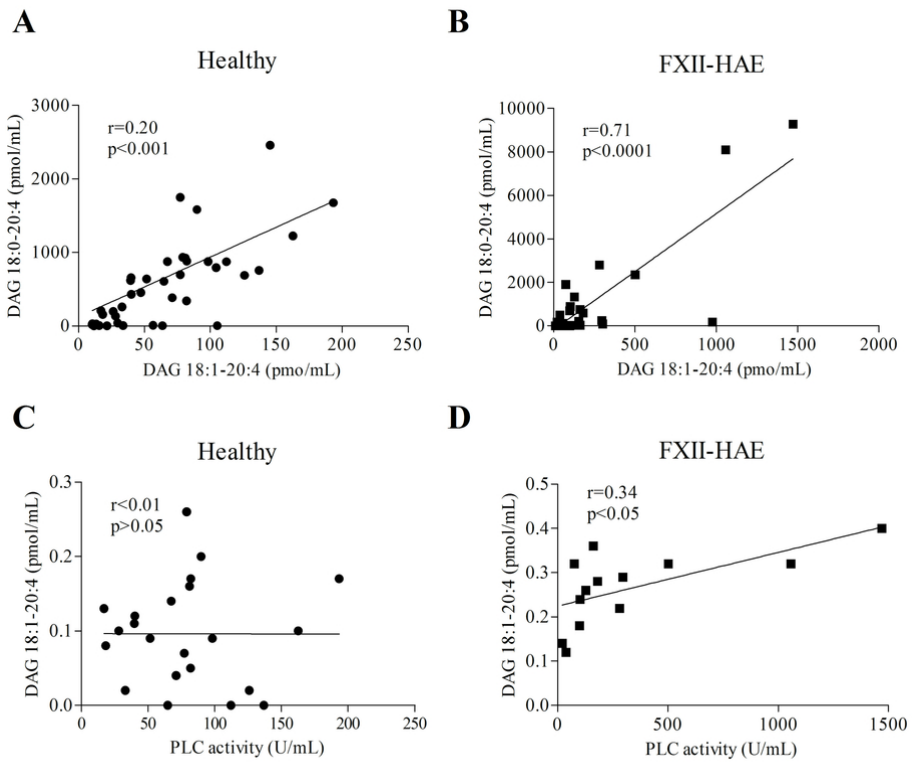 A
Healthy
DAG 18:0-20:4 (pmol/mL)
3000
2000
1000
0
r=0.20
p<0.001
0 50 100 150 200 250
DAG 18:1-20:4 (pmo/mL)
B
FXII-HAE
DAG 18:0-20:4 (pmol/mL)
10000
8000
6000
4000
2000
0
r=0.71
p<0.0001
0 500 1000 1500 2000
DAG 18:1-20:4 (pmo/mL)
C
Healthy
DAG 18:1-20:4 (pmol/mL)
0.3
0.2
0.1
0.0
r<0.01
p>0.05
0 50 100 150 200 250
PLC activity (U/mL)
D
FXII-HAE
DAG 18:1-20:4 (pmol/mL)
0.5
0.4
0.3
0.2
0.1
0.0
r=0.34
p<0.05
0 500 1000 1500
PLC activity (U/mL)